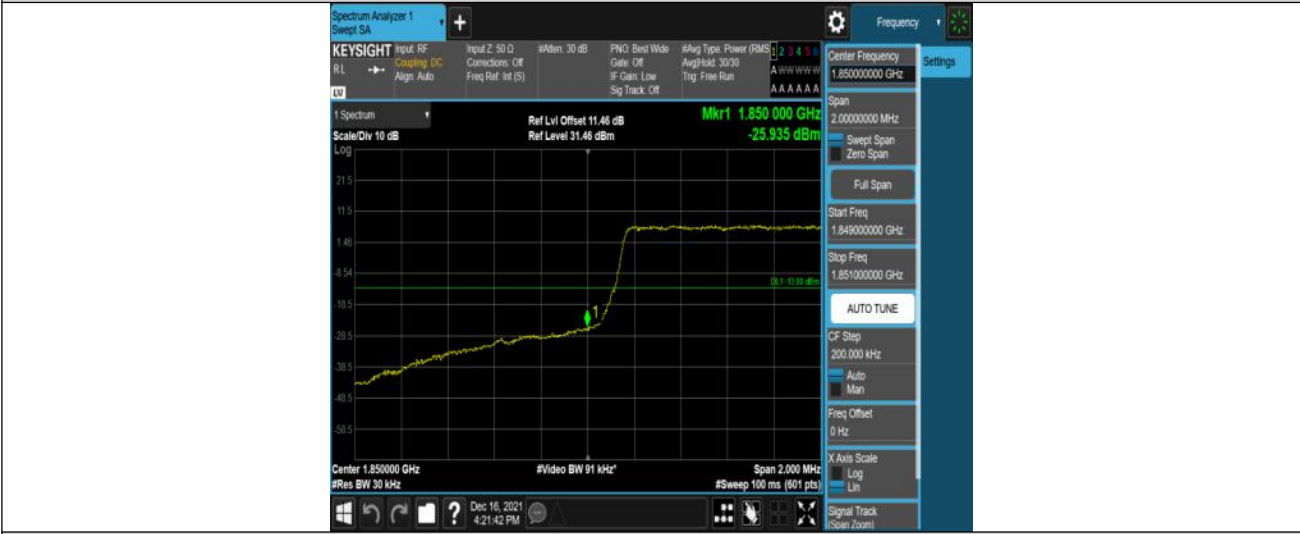 Spectrum Analyzer 1
Swept SA
Frequency
KEYSIGHT
RL
Input: RF
Coupling: DC
Align: Auto
Input Z: 50 Ω
Corrections: Off
Freq Ref: Int (S)
#Atten: 30 dB
PNO: Best Wide
Gate: Off
IF Gain: Low
Sig Track: Off
#Avg Type: Power (RMS
Avg|Hold: 30/30
Trig: Free Run
1 2 3 4 5 6
A W W W W W
A A A A A A
1 Spectrum
Scale/Div 10 dB
Log
Ref Lvl Offset 11.46 dB
Ref Level 31.46 dBm
Mkr1 1.850 000 GHz
-25.935 dBm
21.5
11.5
1.46
-8.54
-18.5
-28.5
-38.5
-48.5
-58.5
DL1 -13.00 dBm
1
Center 1.850000 GHz
#Res BW 30 kHz
#Video BW 91 kHz*
Span 2.000 MHz
#Sweep 100 ms (601 pts)
Dec 16, 2021
4:21:42 PM
Center Frequency
1.850000000 GHz
Settings
Span
2.00000000 MHz
Swept Span
Zero Span
Full Span
Start Freq
1.849000000 GHz
Stop Freq
1.851000000 GHz
AUTO TUNE
CF Step
200.000 kHz
Auto
Man
Freq Offset
0 Hz
X Axis Scale
Log
Lin
Signal Track
(Span Zoom)